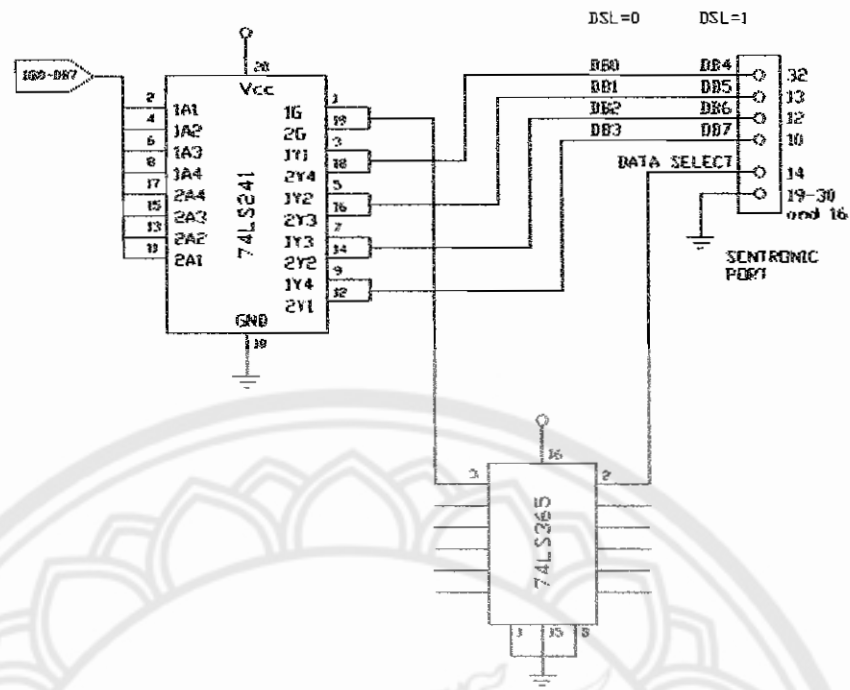 DSL=0 DSL=1
20
Vcc
2 1A1
4 1A2
6 1A3
8 1A4
17 2A4
15 2A3
13 2A2
11 2A1
74LS241
1 1G
19 2G
3 1Y1
18 2Y4
5 1Y2
16 2Y3
7 1Y3
14 2Y2
9 1Y4
12 2Y1
GND
DB0 DB4 32
DB1 DB5 13
DB2 DB6 12
DB3 DB7 10
DATA SELECT 14
19-30
and 16
SENTRONIC
PORT
16
3 2
74LS365
15 8